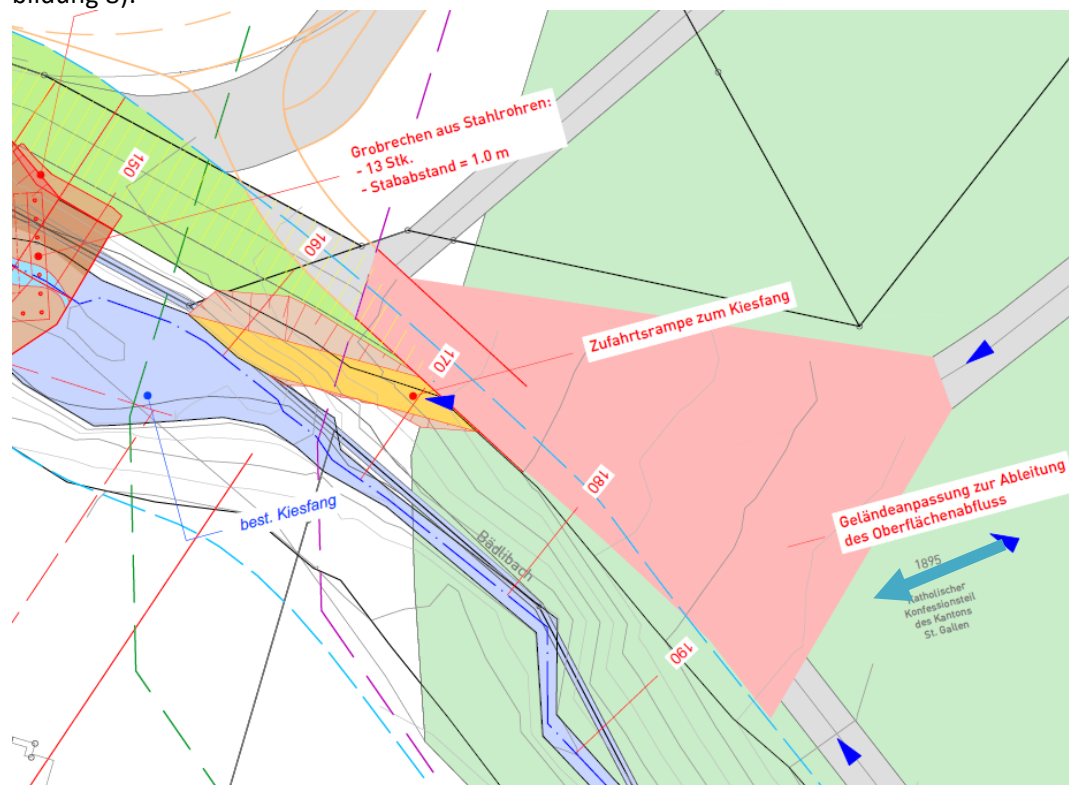 bildung 8).
Grobrechen aus Stahlrohren:
- 13 Stk.
- Stababstand = 1.0 m
150
160
Zufahrtsrampe zum Kiesfang
170
180
Geländeanpassung zur Ableitung
des Oberflächenabfluss
best. Kiesfang
Bädlibach
1895
Katholischer
Konfessionsteil
des Kantons
St. Gallen
190